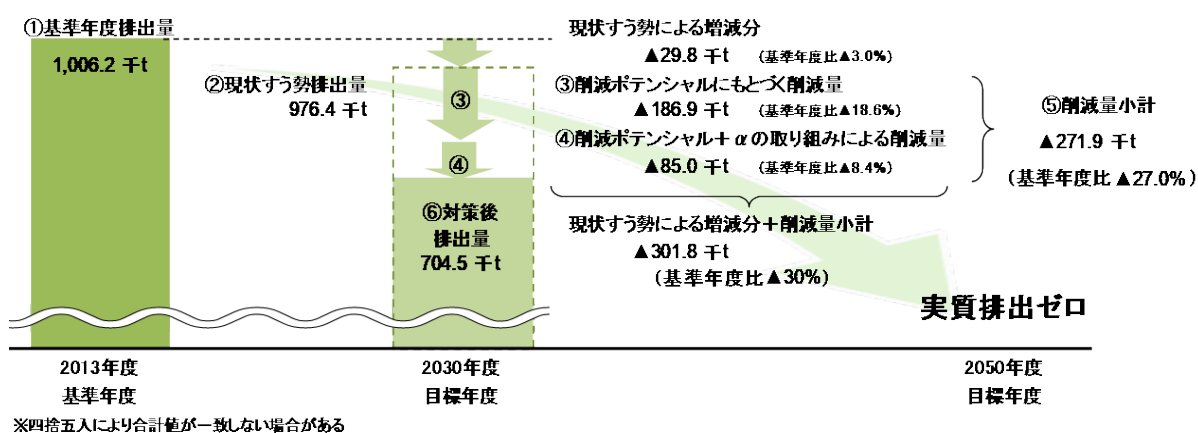 ①基準年度排出量
1,006.2 千t
②現状すう勢排出量
976.4 千t
③
④
⑥対策後
排出量
704.5 千t
現状すう勢による増減分
▲29.8 千t (基準年度比▲3.0%)
③削減ポテンシャルにもとづく削減量
▲186.9 千t (基準年度比▲18.6%)
④削減ポテンシャル+αの取り組みによる削減量
▲85.0 千t (基準年度比▲8.4%)
⑤削減量小計
▲271.9 千t
(基準年度比 ▲27.0%)
現状すう勢による増減分+削減量小計
▲301.8 千t
(基準年度比▲30%)
実質排出ゼロ
2013年度
基準年度
2030年度
目標年度
2050年度
目標年度
※四捨五入により合計値が一致しない場合がある